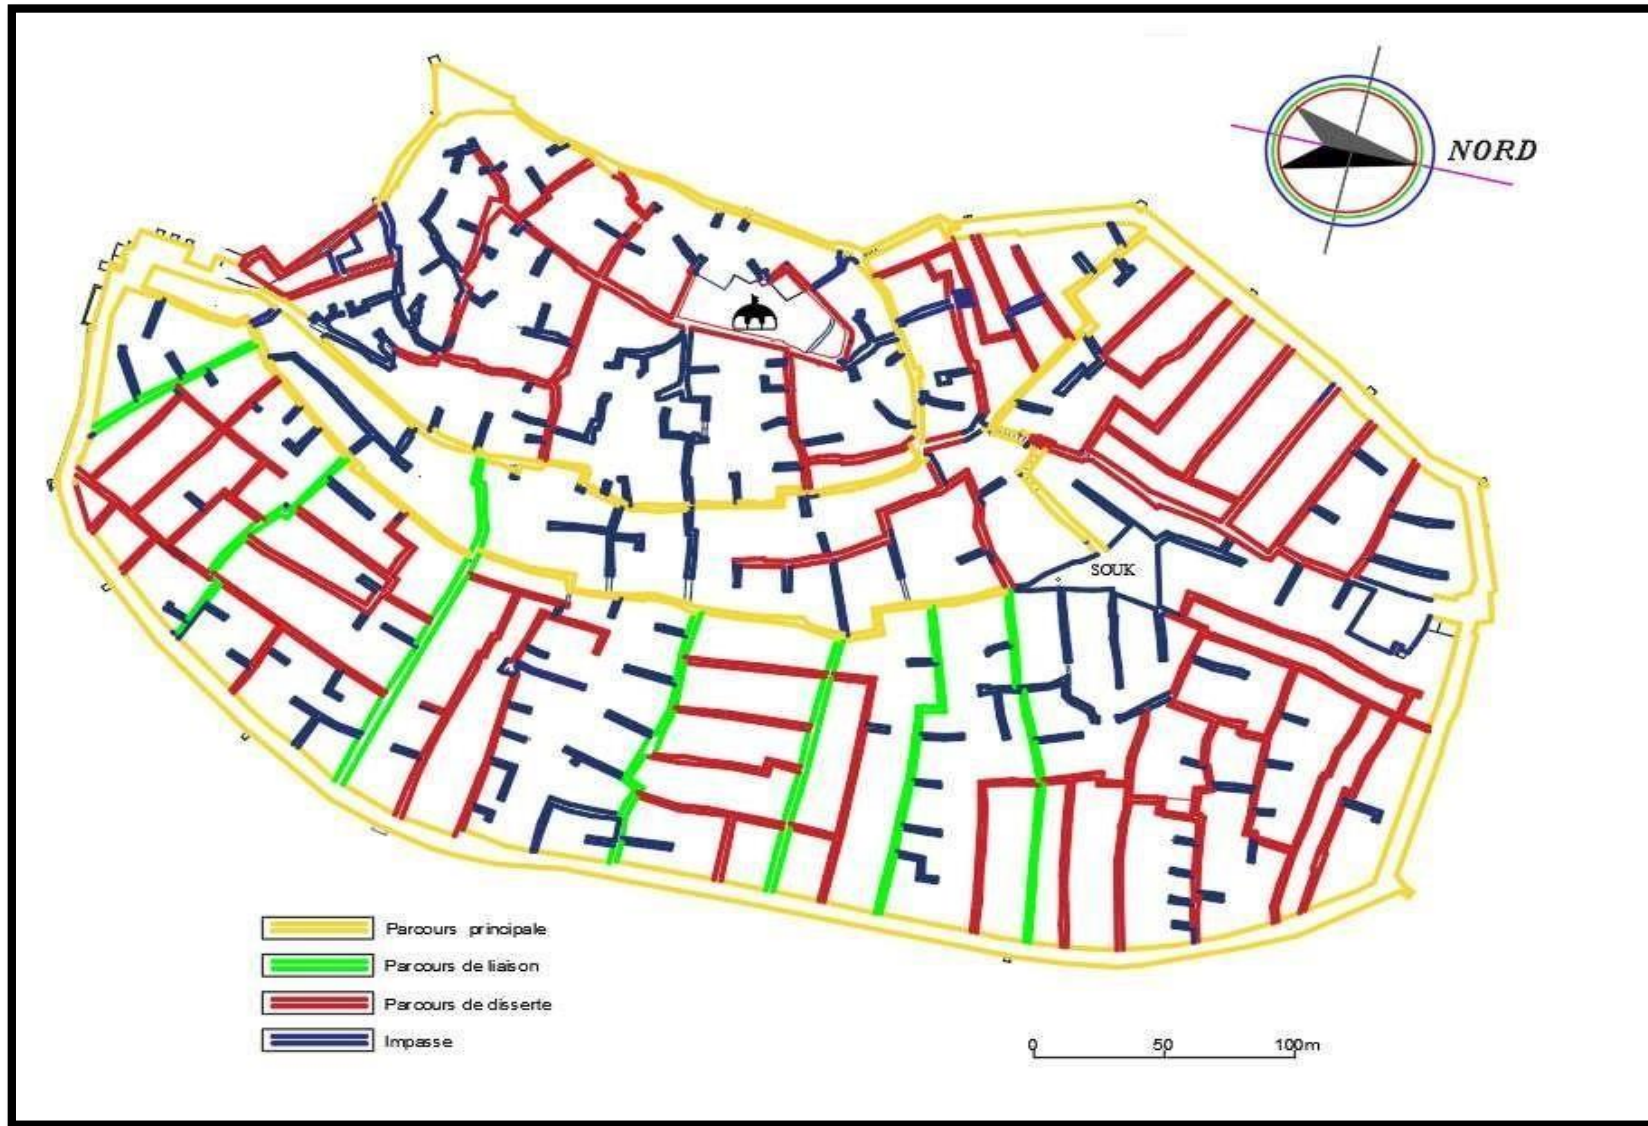 NORD
SOUK
Parcours principale
Parcours de liaison
Parcours de disserte
Impasse
0 50 100m